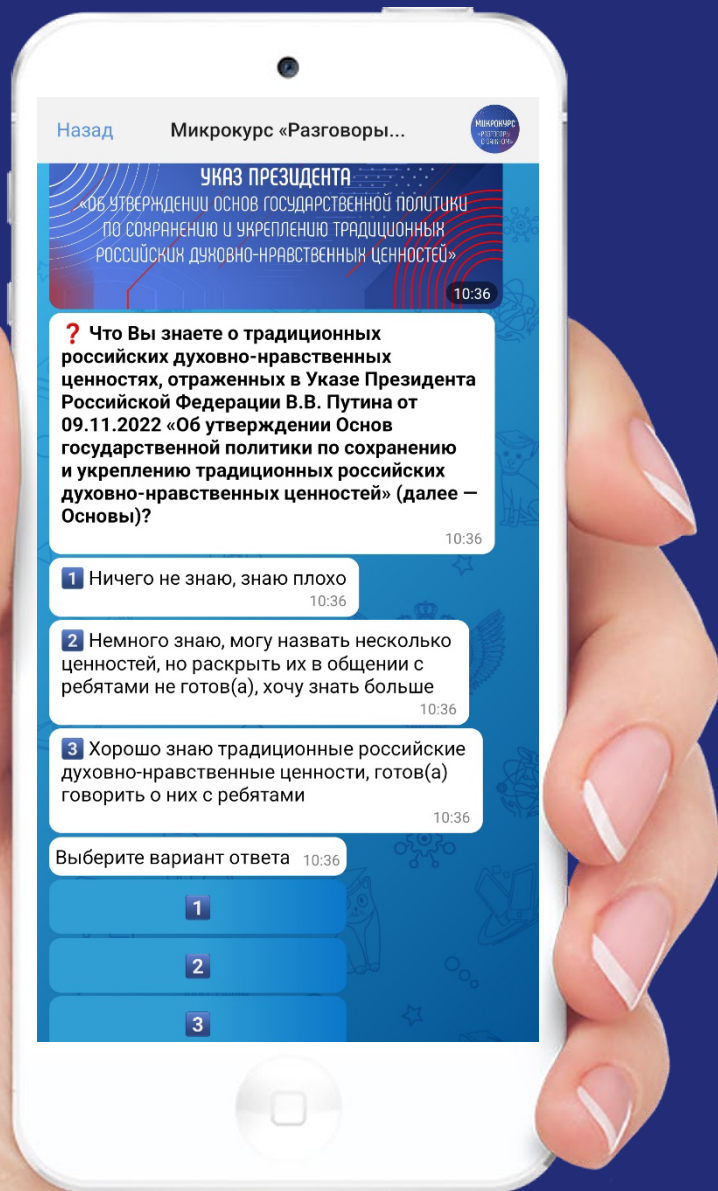 Назад
Микрокурс «Разговоры...
МИКРОКУРС
«РАЗГОВОРЫ
О ВАЖНОМ»
УКАЗ ПРЕЗИДЕНТА
«ОБ УТВЕРЖДЕНИИ ОСНОВ ГОСУДАРСТВЕННОЙ ПОЛИТИКИ
ПО СОХРАНЕНИЮ И УКРЕПЛЕНИЮ ТРАДИЦИОННЫХ
РОССИЙСКИХ ДУХОВНО-НРАВСТВЕННЫХ ЦЕННОСТЕЙ»
10:36
❓ Что Вы знаете о традиционных
российских духовно-нравственных
ценностях, отраженных в Указе Президента
Российской Федерации В.В. Путина от
09.11.2022 «Об утверждении Основ
государственной политики по сохранению
и укреплению традиционных российских
духовно-нравственных ценностей» (далее —
Основы)?
10:36
1 Ничего не знаю, знаю плохо
10:36
2 Немного знаю, могу назвать несколько
ценностей, но раскрыть их в общении с
ребятами не готов(а), хочу знать больше
10:36
3 Хорошо знаю традиционные российские
духовно-нравственные ценности, готов(а)
говорить о них с ребятами
10:36
Выберите вариант ответа 10:36
1
2
3